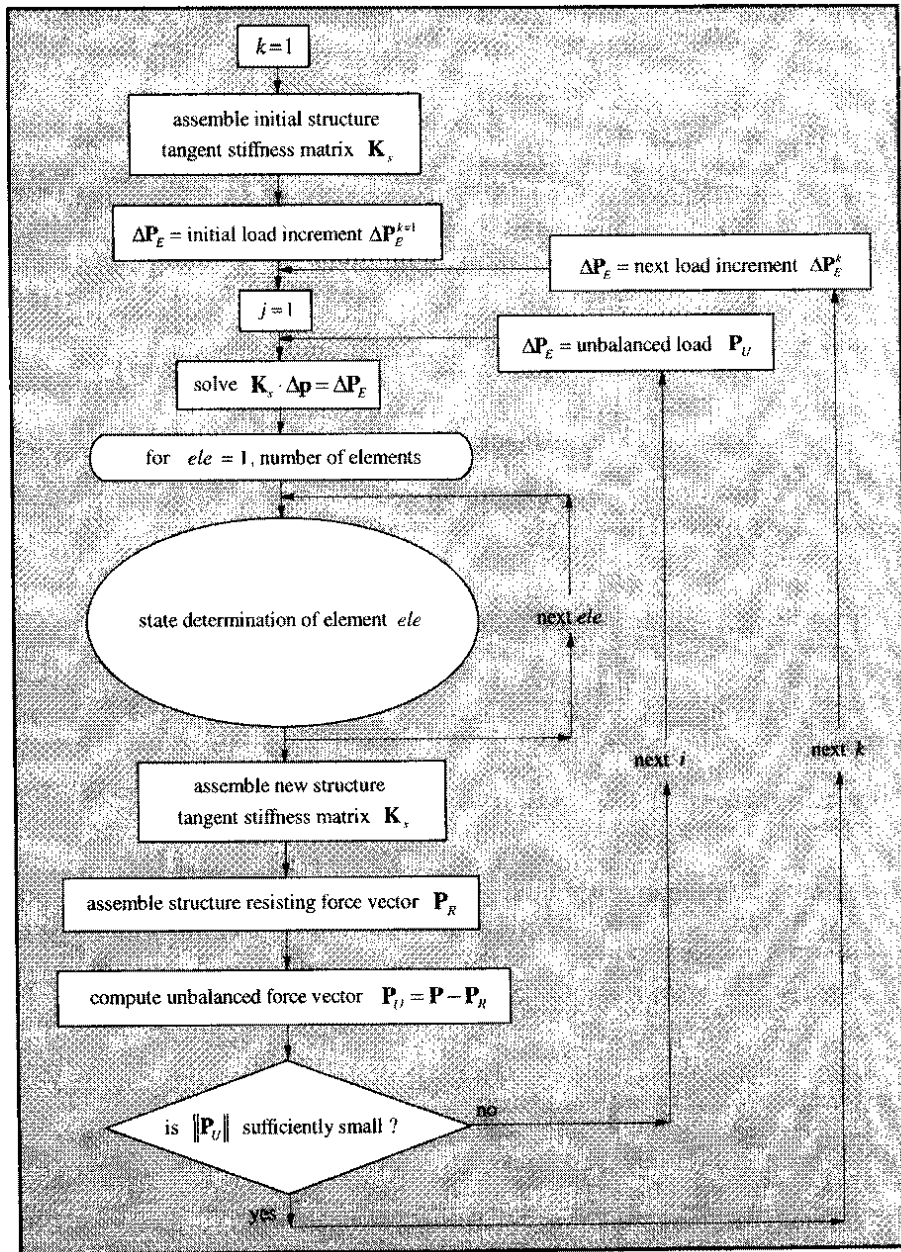 k=1
assemble initial structure
tangent stiffness matrix K_s
ΔP_E = initial load increment ΔP_E^{k=1}
ΔP_E = next load increment ΔP_E^k
j=1
ΔP_E = unbalanced load P_U
solve K_s · Δp = ΔP_E
for ele = 1, number of elements
state determination of element ele
next ele
next i
next k
assemble new structure
tangent stiffness matrix K_s
assemble structure resisting force vector P_R
compute unbalanced force vector P_U = P − P_R
is ‖P_U‖ sufficiently small ?
no
yes